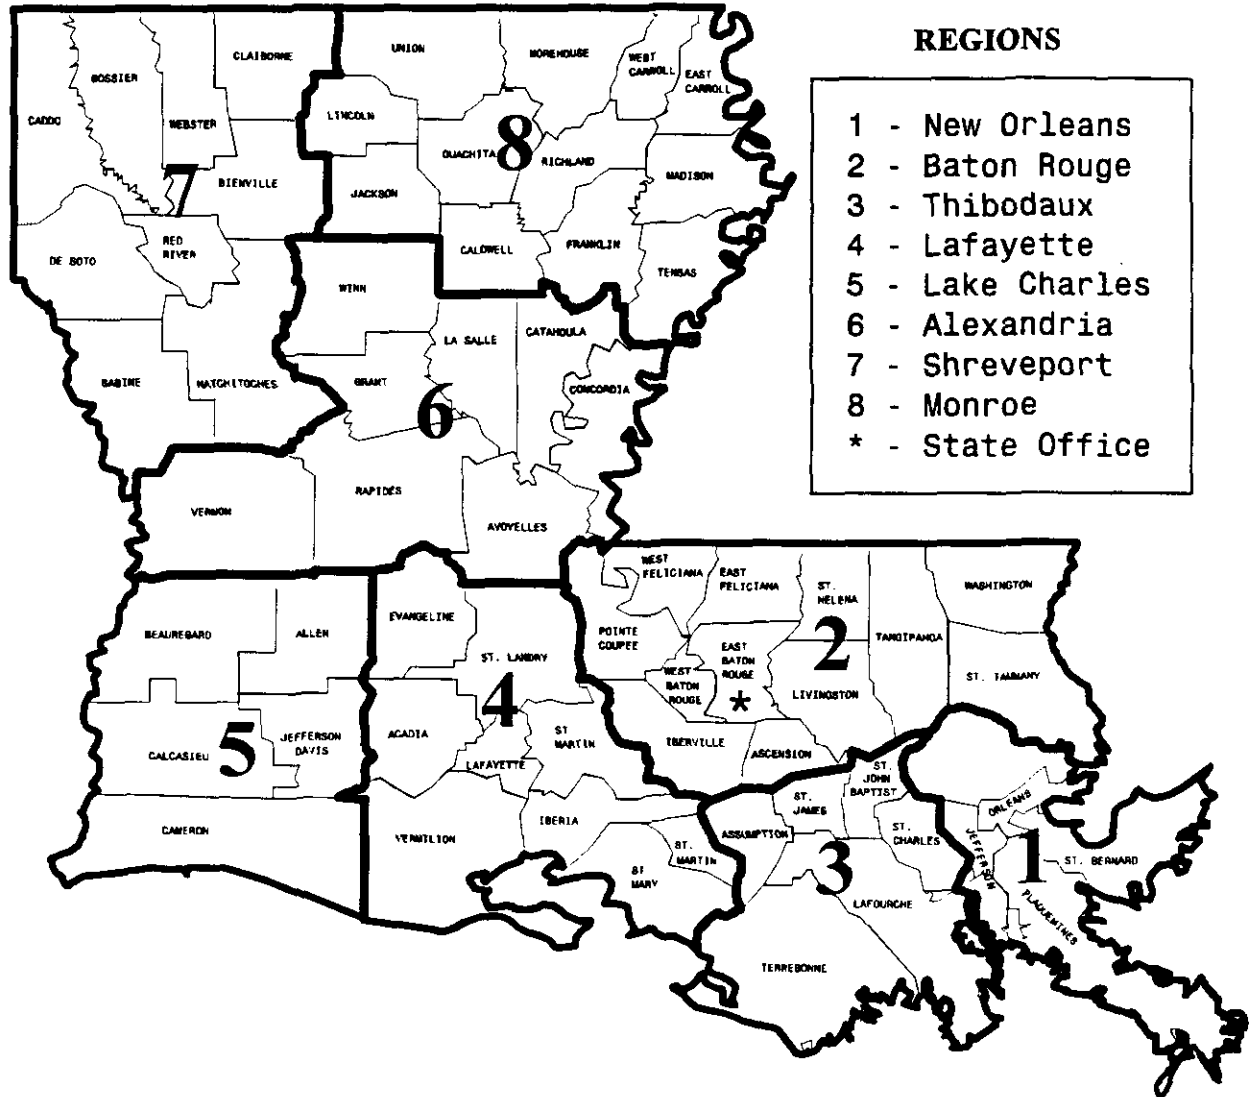 REGIONS
1 - New Orleans
2 - Baton Rouge
3 - Thibodaux
4 - Lafayette
5 - Lake Charles
6 - Alexandria
7 - Shreveport
8 - Monroe
* - State Office
CADDO
BOSSIER
CLAIBORNE
WEBSTER
BIENVILLE
7
RED
RIVER
DE SOTO
SABINE
NATCHITOCHES
UNION
MOREHOUSE
WEST
CARROLL
EAST
CARROLL
LINCOLN
OUACHITA
8
RICHLAND
MADISON
JACKSON
CALDWELL
FRANKLIN
TENSAS
WINN
LA SALLE
CATAHOULA
GRANT
6
CONCORDIA
RAPIDES
VERNON
AVOYELLES
BEAUREGARD
ALLEN
5
CALCASIEU
JEFFERSON
DAVIS
CAMERON
EVANGELINE
ST. LANDRY
4
ACADIA
LAFAYETTE
ST
MARTIN
VERMILION
IBERIA
ST.
MARTIN
ST
MARY
WEST
FELICIANA
EAST
FELICIANA
ST.
HELENA
WASHINGTON
POINTE
COUPEE
EAST
BATON
ROUGE
*
2
TANGIPAHOA
WEST
BATON
ROUGE
LIVINGSTON
ST. TAMMANY
IBERVILLE
ASCENSION
ST.
JAMES
ST.
JOHN
BAPTIST
ASSUMPTION
ST.
CHARLES
3
LAFOURCHE
TERREBONNE
ORLEANS
JEFFERSON
1
ST. BERNARD
PLAQUEMINES